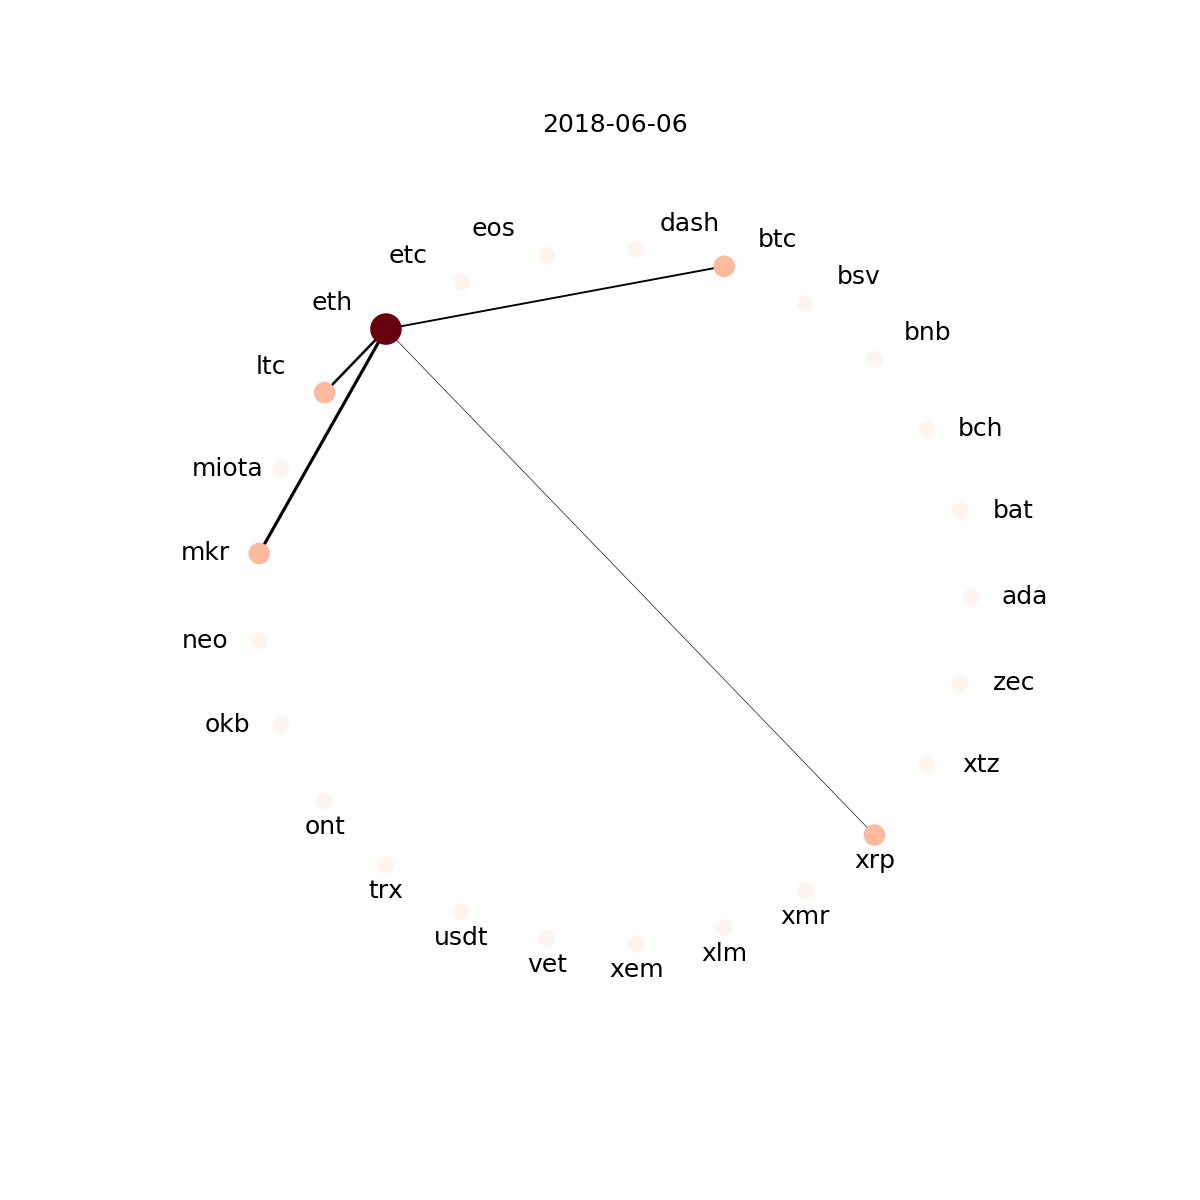 2018-06-06
dash
eos
btc
etc
bsv
eth
bnb
ltc
bch
miota
bat
mkr
ada
neo
zec
okb
xtz
ont
xrp
trx
xmr
usdt
xlm
vet
xem